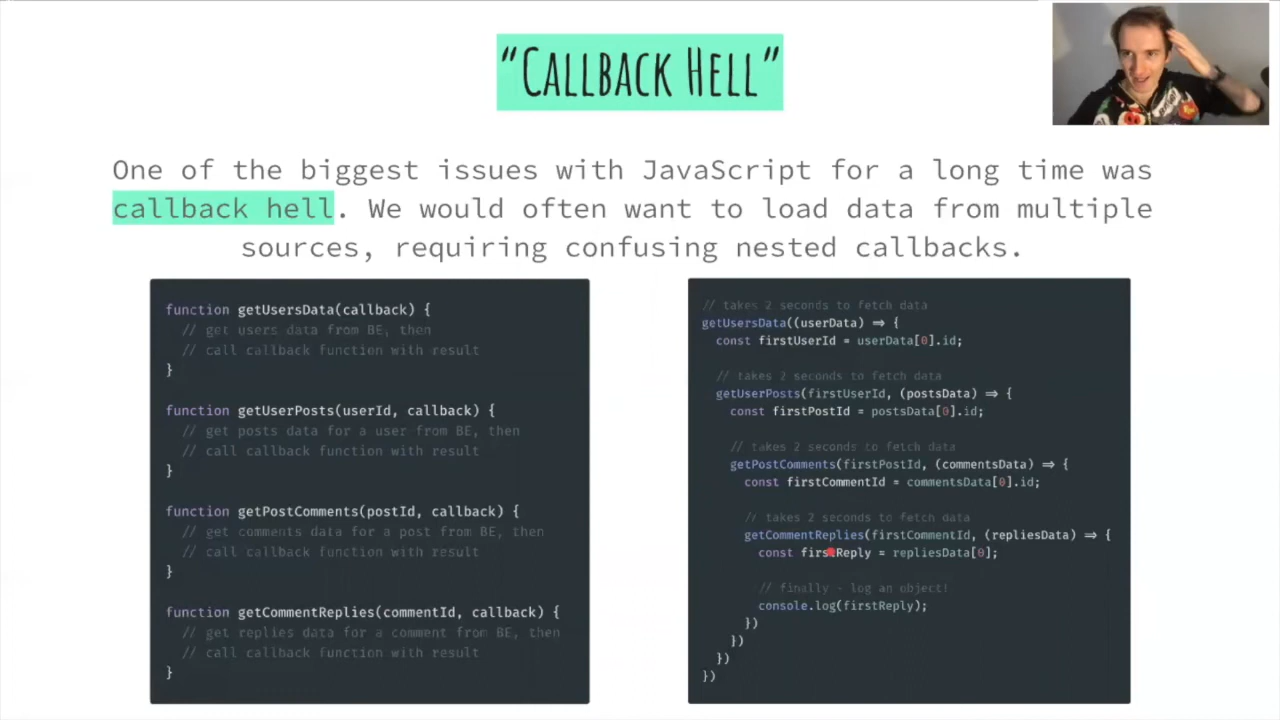 “CALLBACK HELL”
One of the biggest issues with JavaScript for a long time was
callback hell. We would often want to load data from multiple
sources, requiring confusing nested callbacks.
function getUsersData(callback) {
  // get users data from BE, then
  // call callback function with result
}
function getUserPosts(userId, callback) {
  // get posts data for a user from BE, then
  // call callback function with result
}
function getPostComments(postId, callback) {
  // get comments data for a post from BE, then
  // call callback function with result
}
function getCommentReplies(commentId, callback) {
  // get replies data for a comment from BE, then
  // call callback function with result
}
// takes 2 seconds to fetch data
getUsersData((userData) ⇒ {
  const firstUserId = userData[0].id;
  // takes 2 seconds to fetch data
  getUserPosts(firstUserId, (postsData) ⇒ {
    const firstPostId = postsData[0].id;
    // takes 2 seconds to fetch data
    getPostComments(firstPostId, (commentsData) ⇒ {
      const firstCommentId = commentsData[0].id;
      // takes 2 seconds to fetch data
      getCommentReplies(firstCommentId, (repliesData) ⇒ {
        const firstReply = repliesData[0];
        // finally - log an object!
        console.log(firstReply);
      })
    })
  })
})